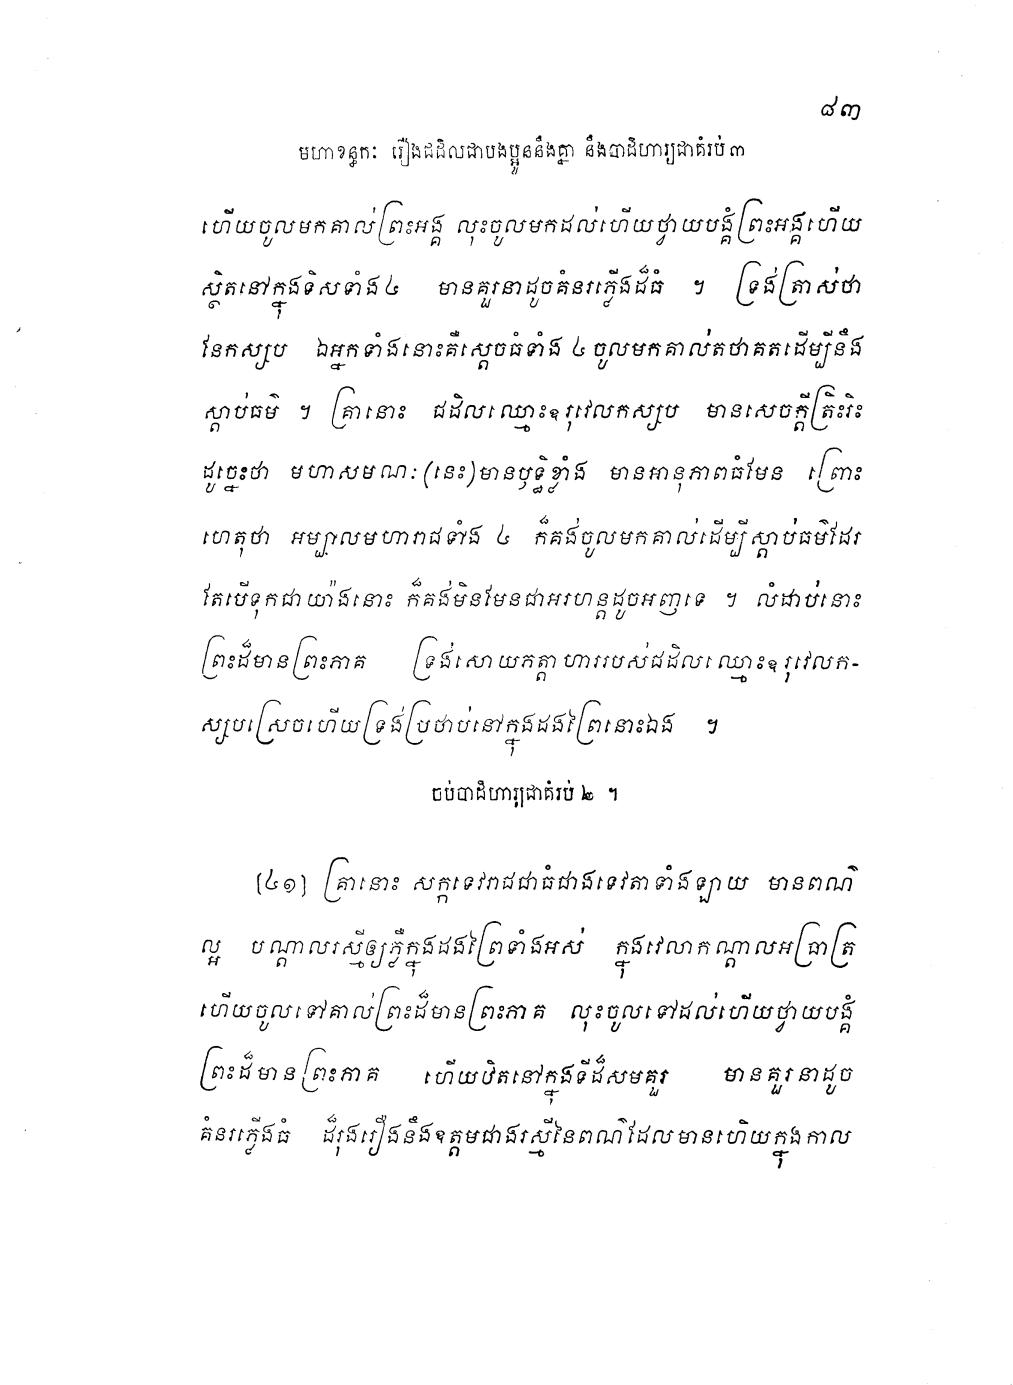 ៨៣
មហាខន្ធកៈ រឿងជដិលជាបងប្អូននឹងគ្នា នឹងបាដិហារ្យជាគំរប់ ៣
ហើយចូលមកគាល់ព្រះអង្គ លុះចូលមកដល់ហើយថ្វាយបង្គំព្រះអង្គហើយ
ស្ថិតនៅក្នុងទិសទាំង ៤ មានគួរនាដូចគំនរភ្លើងដ៏ធំ ។ ទ្រង់ត្រាស់ថា
នែកស្សប ឯអ្នកទាំងនោះគឺស្តេចធំទាំង ៤ ចូលមកគាល់តថាគតដើម្បីនឹង
ស្តាប់ធម៌ ។ គ្រានោះ ជដិលឈ្មោះឧរុវេលកស្សប មានសេចក្តីត្រិះរិះ
ដូច្នេះថា មហាសមណៈ (នេះ) មានឫទ្ធិខ្លាំង មានអានុភាពធំមែន ព្រោះ
ហេតុថា អម្បាលមហារាជទាំង ៤ ក៏គង់ចូលមកគាល់ដើម្បីស្តាប់ធម៌ដែរ
តែបើទុកជាយ៉ាងនោះ ក៏គង់មិនមែនជាអរហន្តដូចអញទេ ។ លំដាប់នោះ
ព្រះដ៏មានព្រះភាគ ទ្រង់សោយភត្តាហាររបស់ជដិលឈ្មោះឧរុវេលក-
ស្សបស្រេចហើយទ្រង់ប្រថាប់នៅក្នុងដងព្រៃនោះឯង ។
ចប់បាដិហារ្យជាគំរប់ ២ ។
(៤១) គ្រានោះ សក្កទេវរាជជាធំជាងទេវតាទាំងឡាយ មានពណ៌
ល្អ បណ្តាលរស្មីឲ្យភ្លឺក្នុងដងព្រៃទាំងអស់ ក្នុងវេលាកណ្តាលអធ្រាត្រ
ហើយចូលទៅគាល់ព្រះដ៏មានព្រះភាគ លុះចូលទៅដល់ហើយថ្វាយបង្គំ
ព្រះដ៏មានព្រះភាគ ហើយឋិតនៅក្នុងទីដ៏សមគួរ មានគួរនាដូច
គំនរភ្លើងធំ ដ៏រុងរឿងនឹងឧត្តមជាងរស្មីនៃពណ៌ដែលមានហើយក្នុងកាល